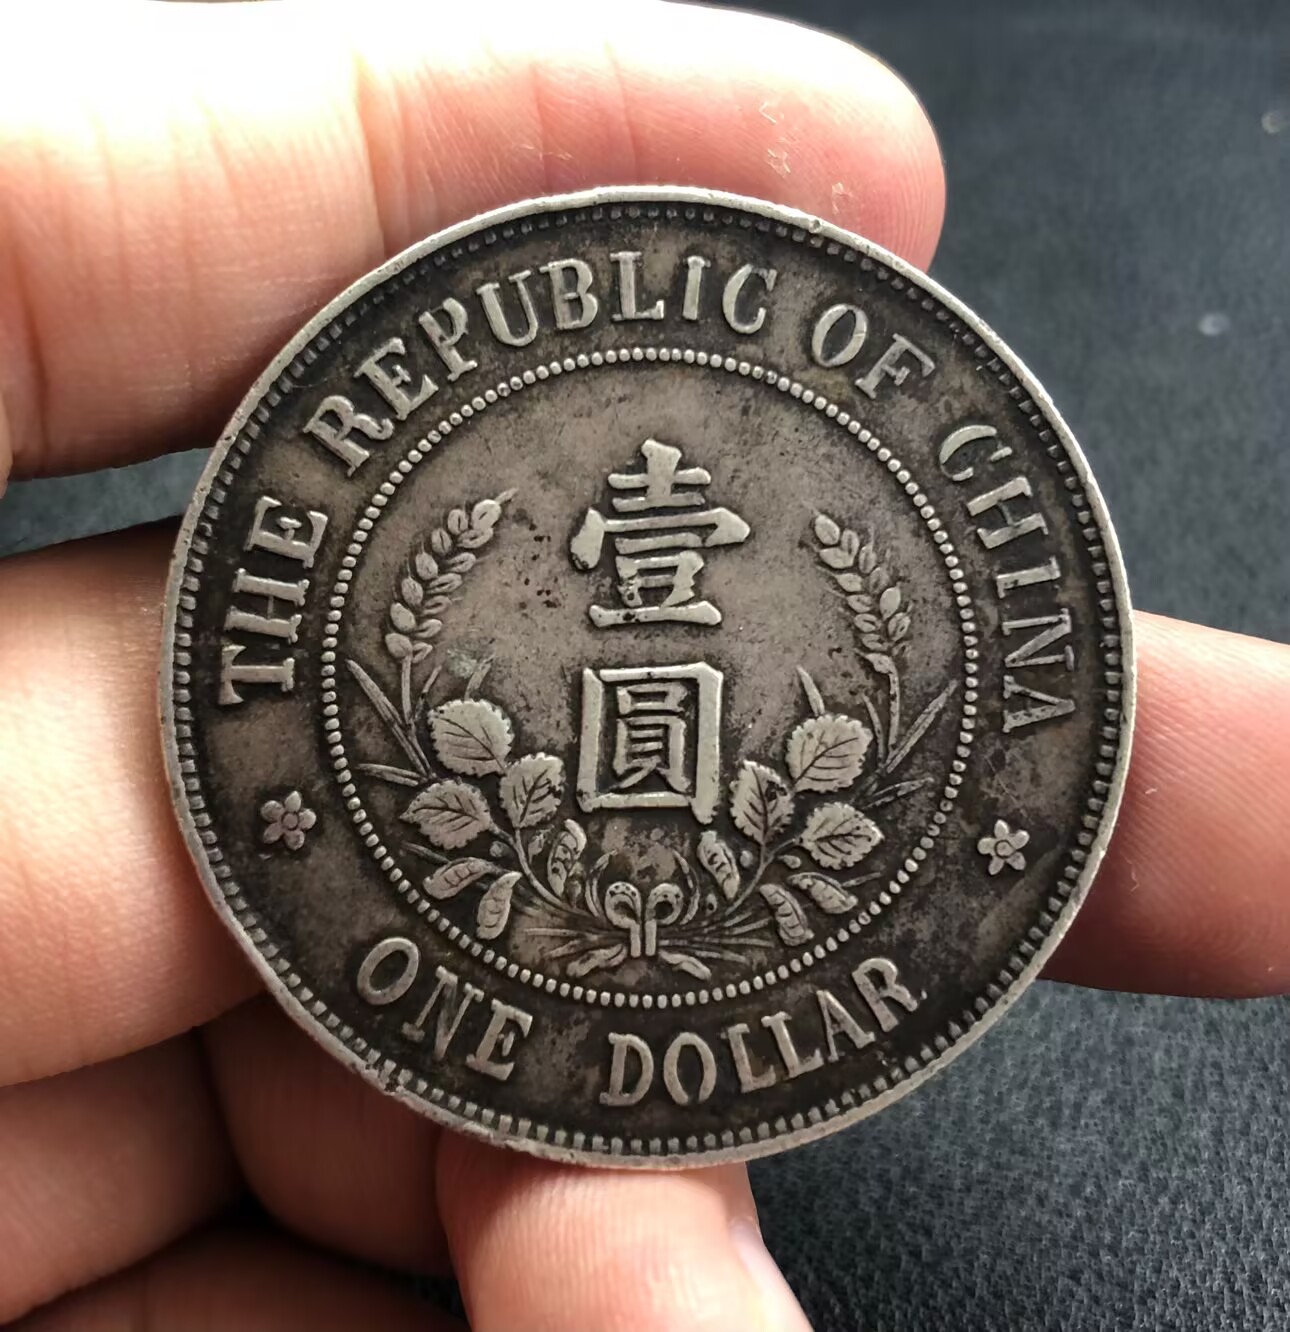 THE REPUBLIC OF CHINA
壹
圓
ONE DOLLAR